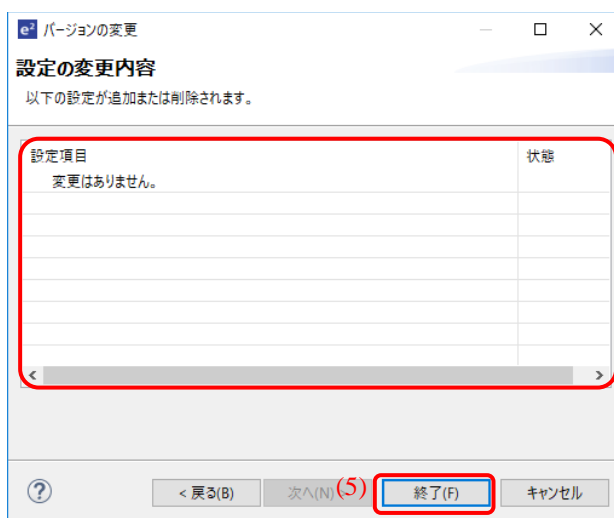 e² バージョンの変更
設定の変更内容
以下の設定が追加または削除されます。
設定項目 状態
変更はありません。
< 戻る(B) 次へ(N) (5) 終了(F) キャンセル